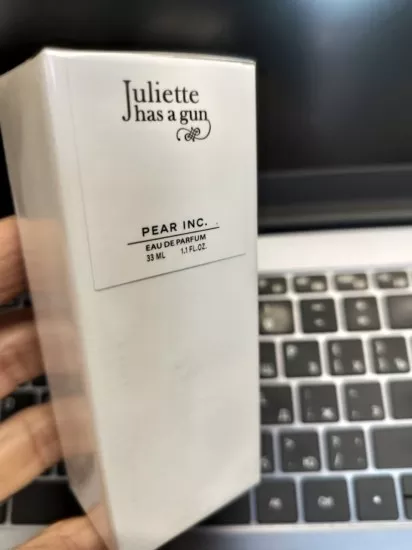 Juliette
has a gun
PEAR INC.
EAU DE PARFUM
33 ML 1.1 FL.OZ.